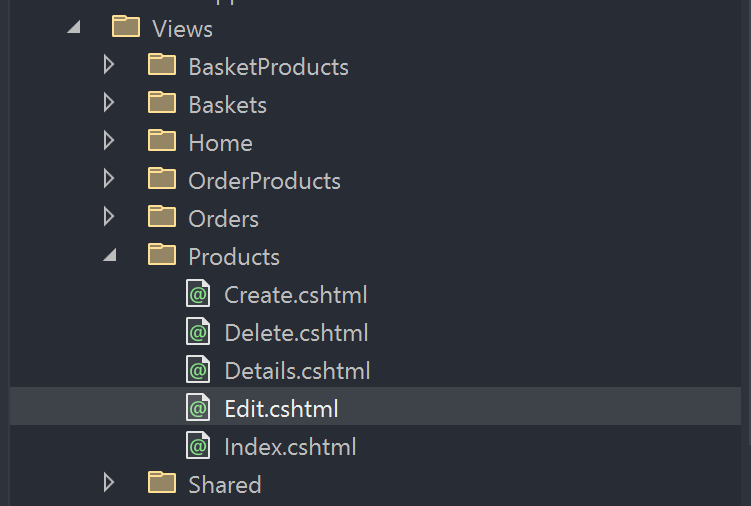 Views
BasketProducts
Baskets
Home
OrderProducts
Orders
Products
@ Create.cshtml
@ Delete.cshtml
@ Details.cshtml
@ Edit.cshtml
@ Index.cshtml
Shared